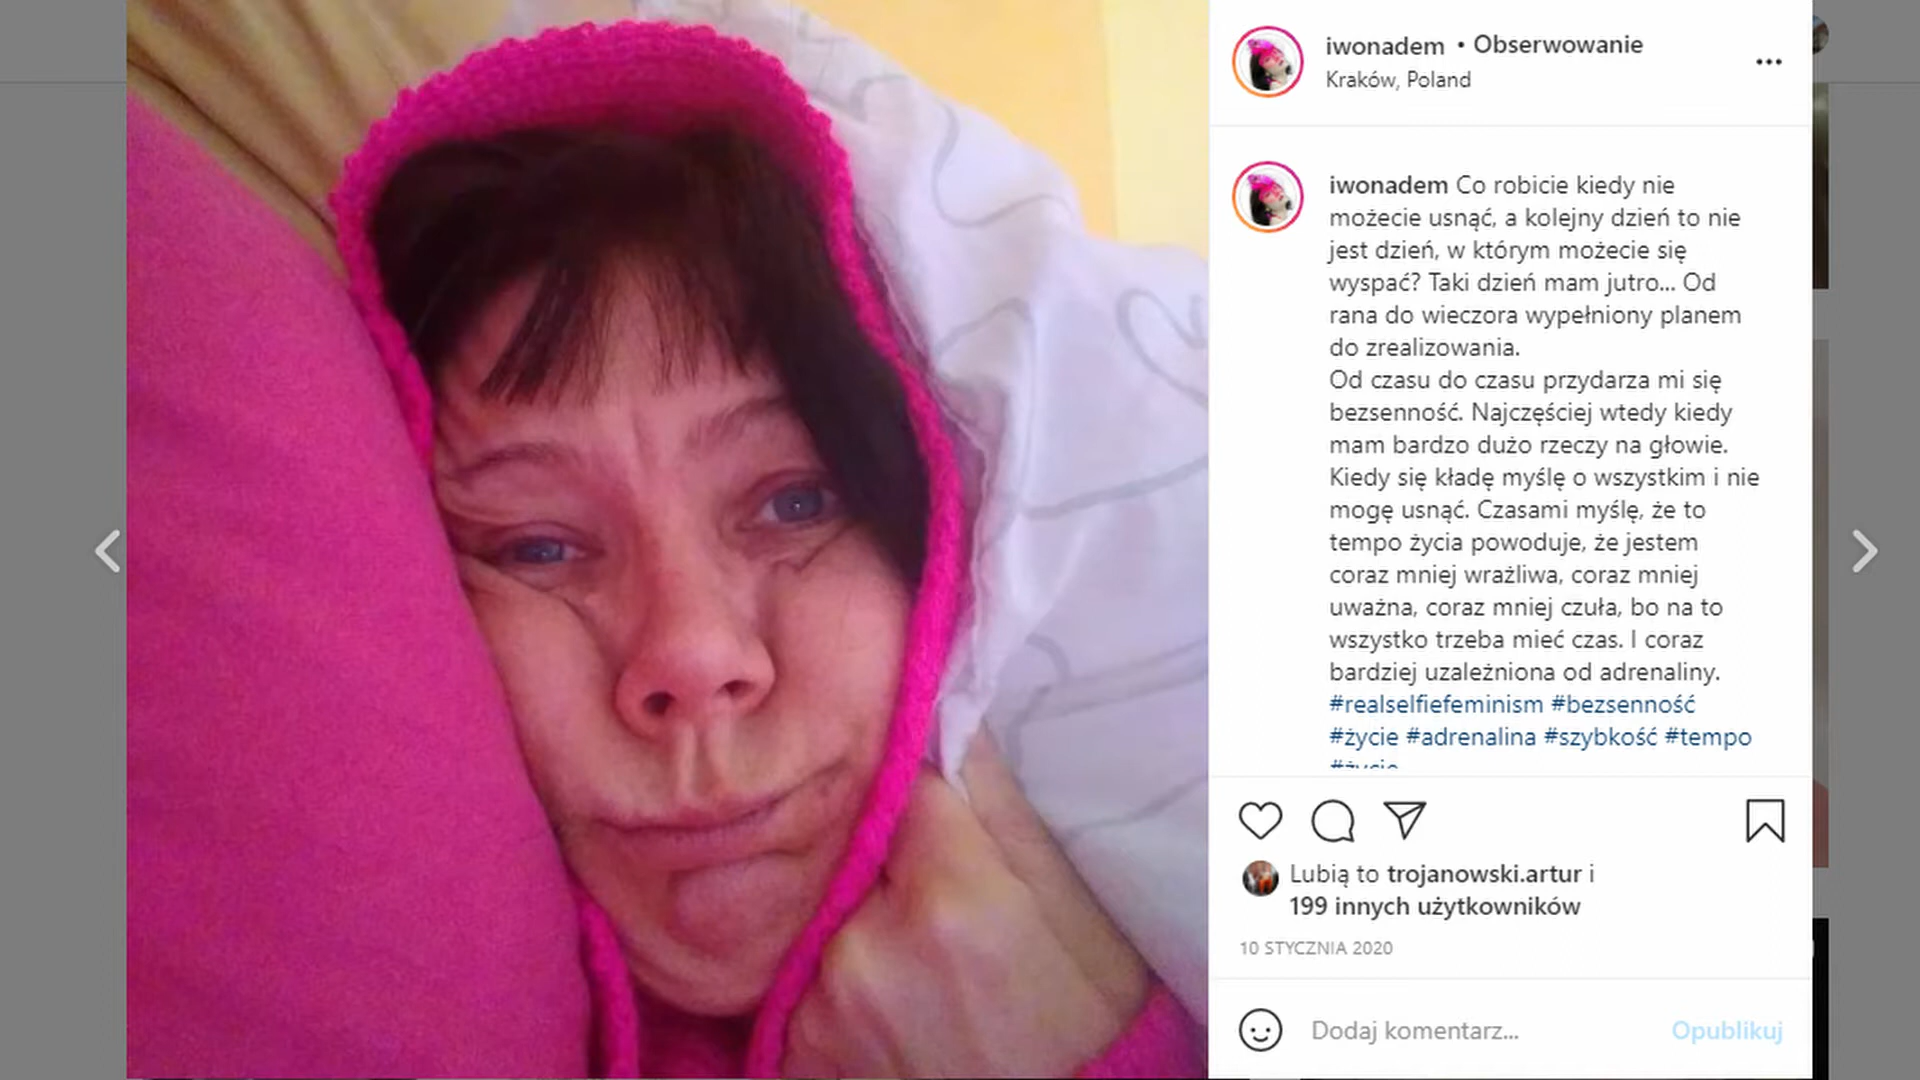 iwonadem • Obserwowanie
Kraków, Poland
iwonadem Co robicie kiedy nie
możecie usnąć, a kolejny dzień to nie
jest dzień, w którym możecie się
wyspać? Taki dzień mam jutro... Od
rana do wieczora wypełniony planem
do zrealizowania.
Od czasu do czasu przydarza mi się
bezsenność. Najczęściej wtedy kiedy
mam bardzo dużo rzeczy na głowie.
Kiedy się kładę myślę o wszystkim i nie
mogę usnąć. Czasami myślę, że to
tempo życia powoduje, że jestem
coraz mniej wrażliwa, coraz mniej
uważna, coraz mniej czuła, bo na to
wszystko trzeba mieć czas. I coraz
bardziej uzależniona od adrenaliny.
#realselfiefeminism #bezsenność
#życie #adrenalina #szybkość #tempo
#życie
Lubią to trojanowski.artur i
199 innych użytkowników
10 STYCZNIA 2020
Dodaj komentarz... Opublikuj